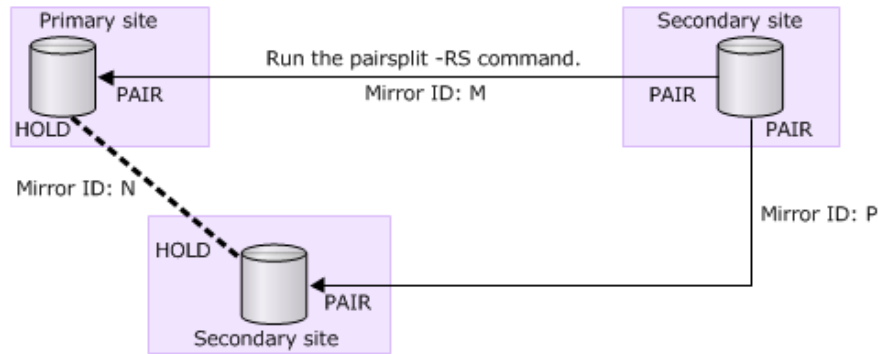 Primary site
Secondary site
Run the pairsplit -RS command.
PAIR
Mirror ID: M
PAIR
HOLD
PAIR
Mirror ID: N
Mirror ID: P
HOLD
PAIR
Secondary site